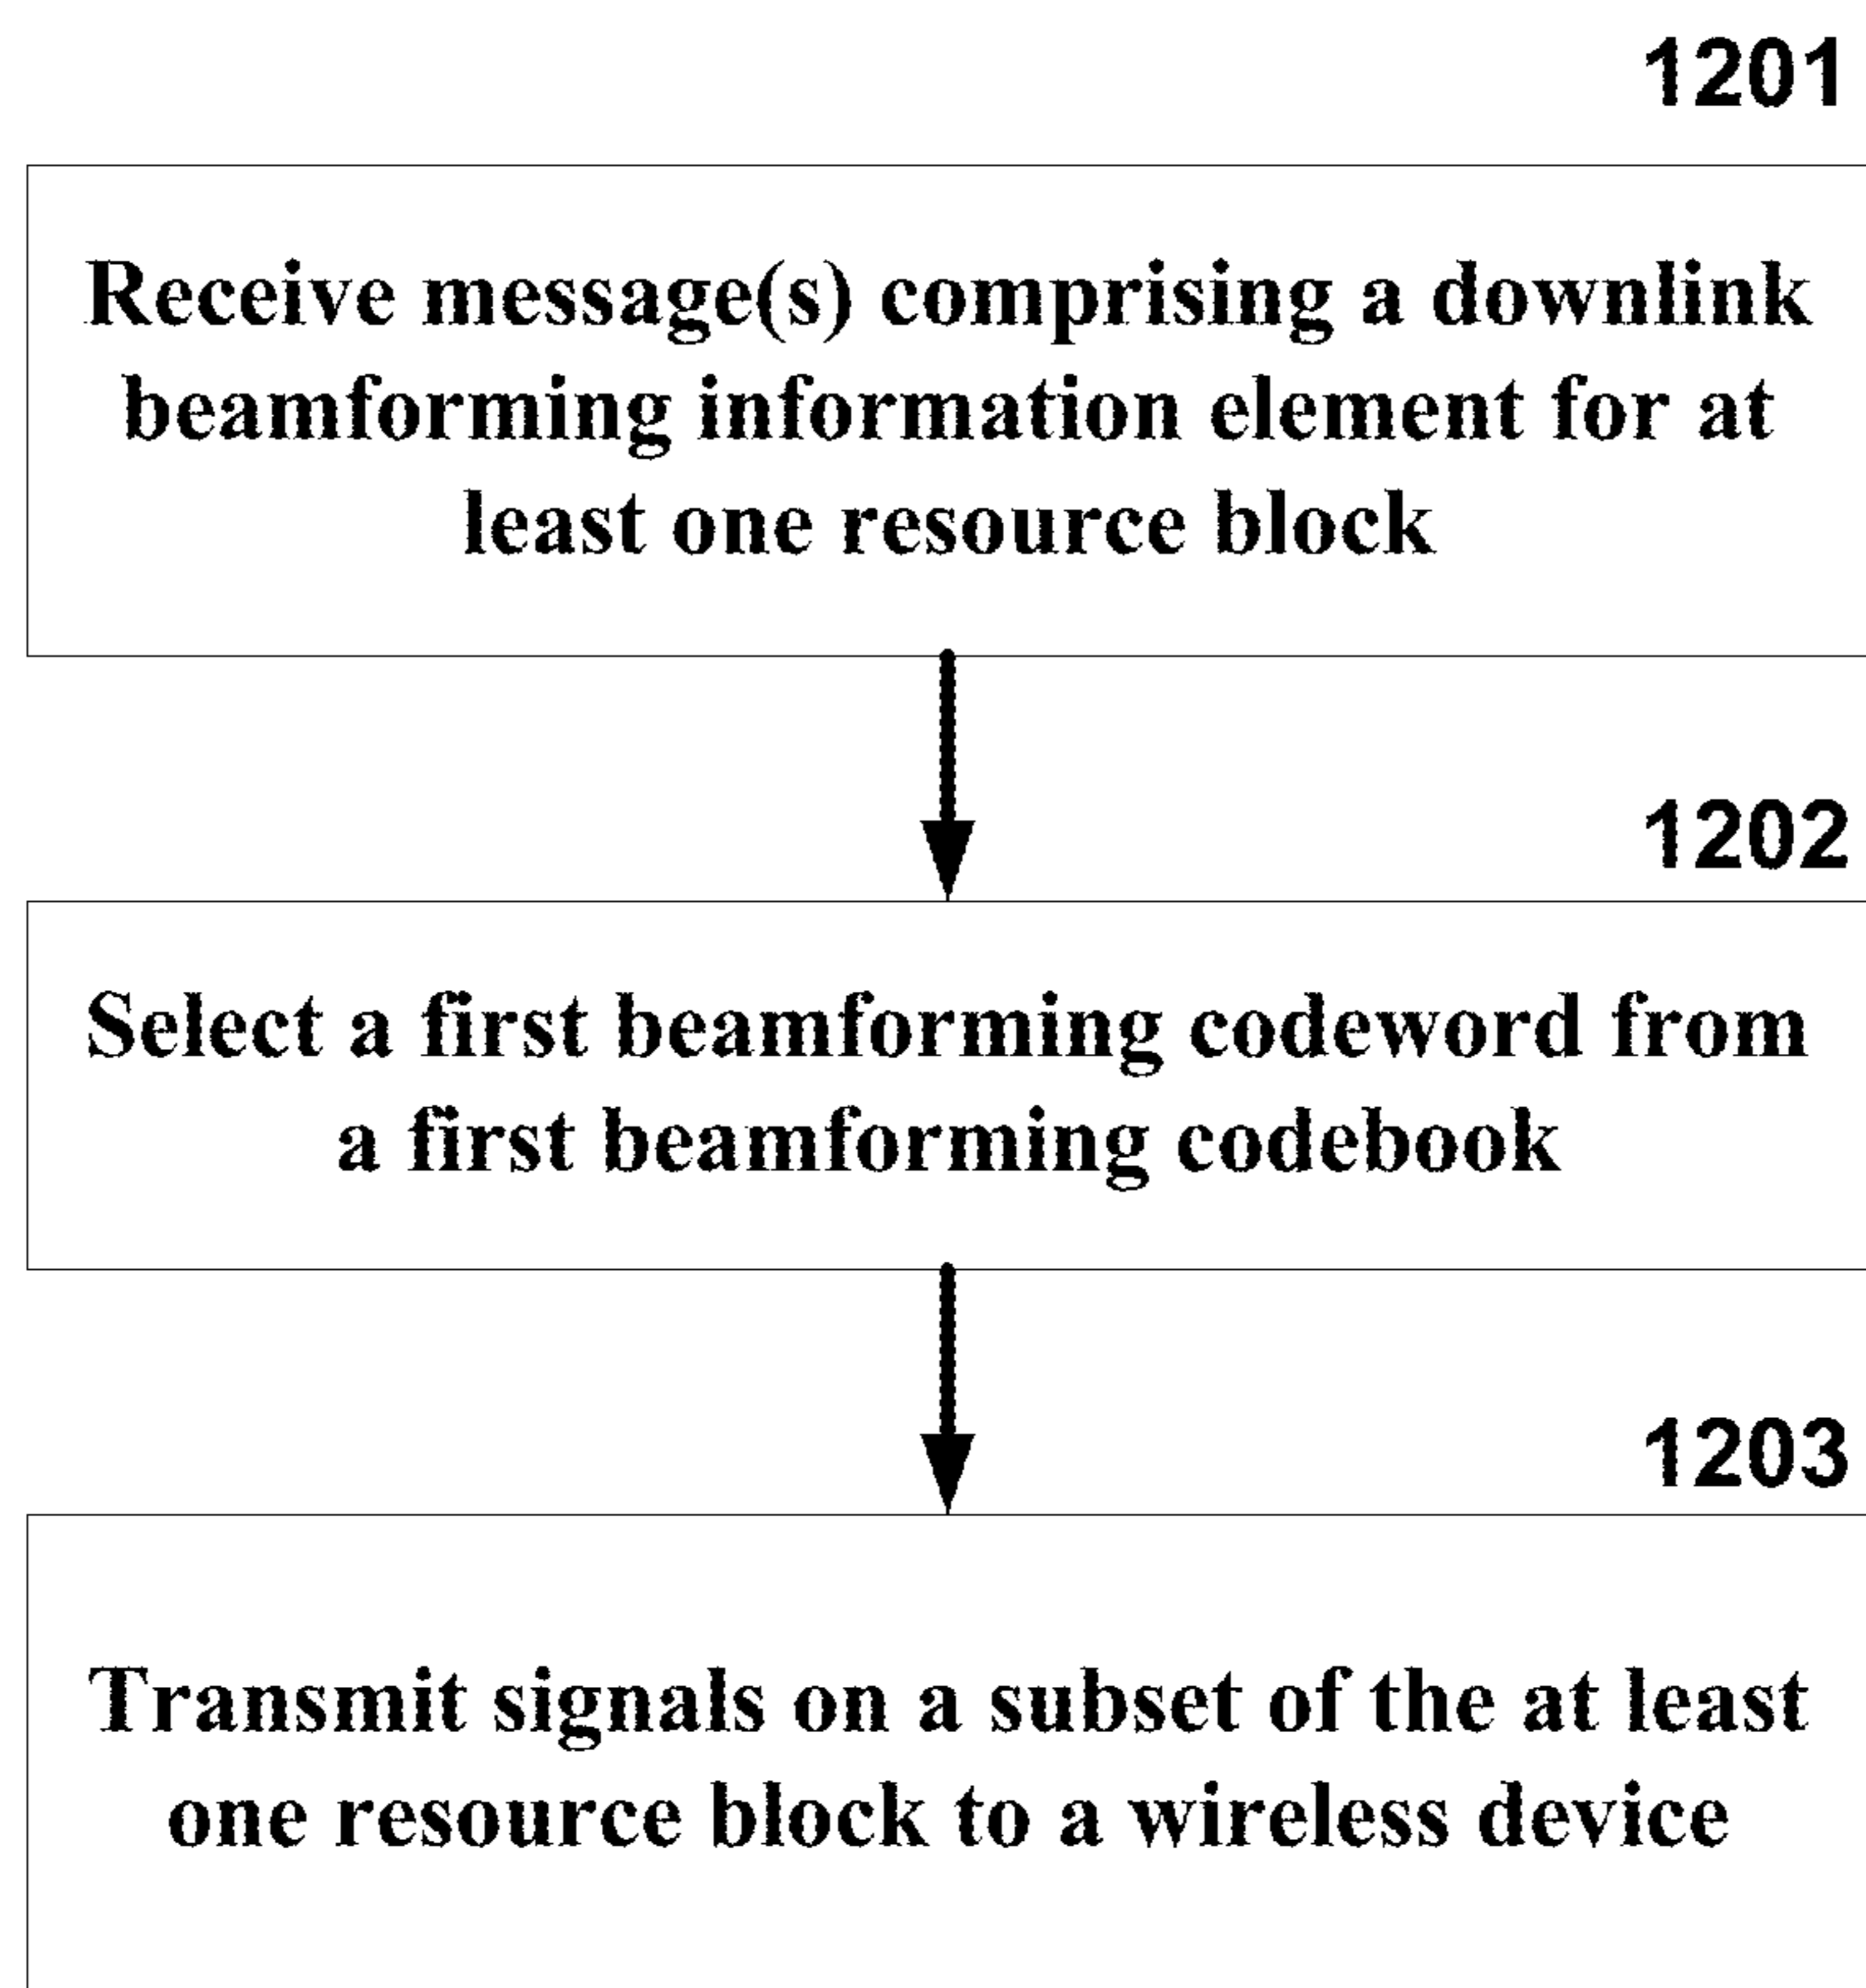 1201
Receive message(s) comprising a downlink
beamforming information element for at
least one resource block
1202
Select a first beamforming codeword from
a first beamforming codebook
1203
Transmit signals on a subset of the at least
one resource block to a wireless device